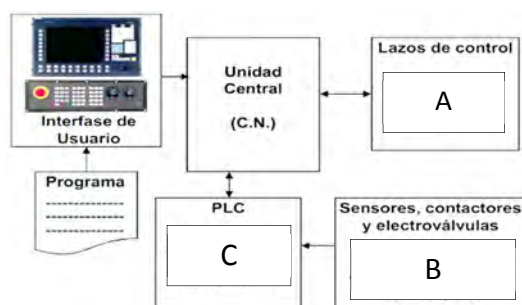 Interfase de
Usuario
Programa
Unidad
Central
(C.N.)
Lazos de control
A
PLC
C
Sensores, contactores
y electroválvulas
B